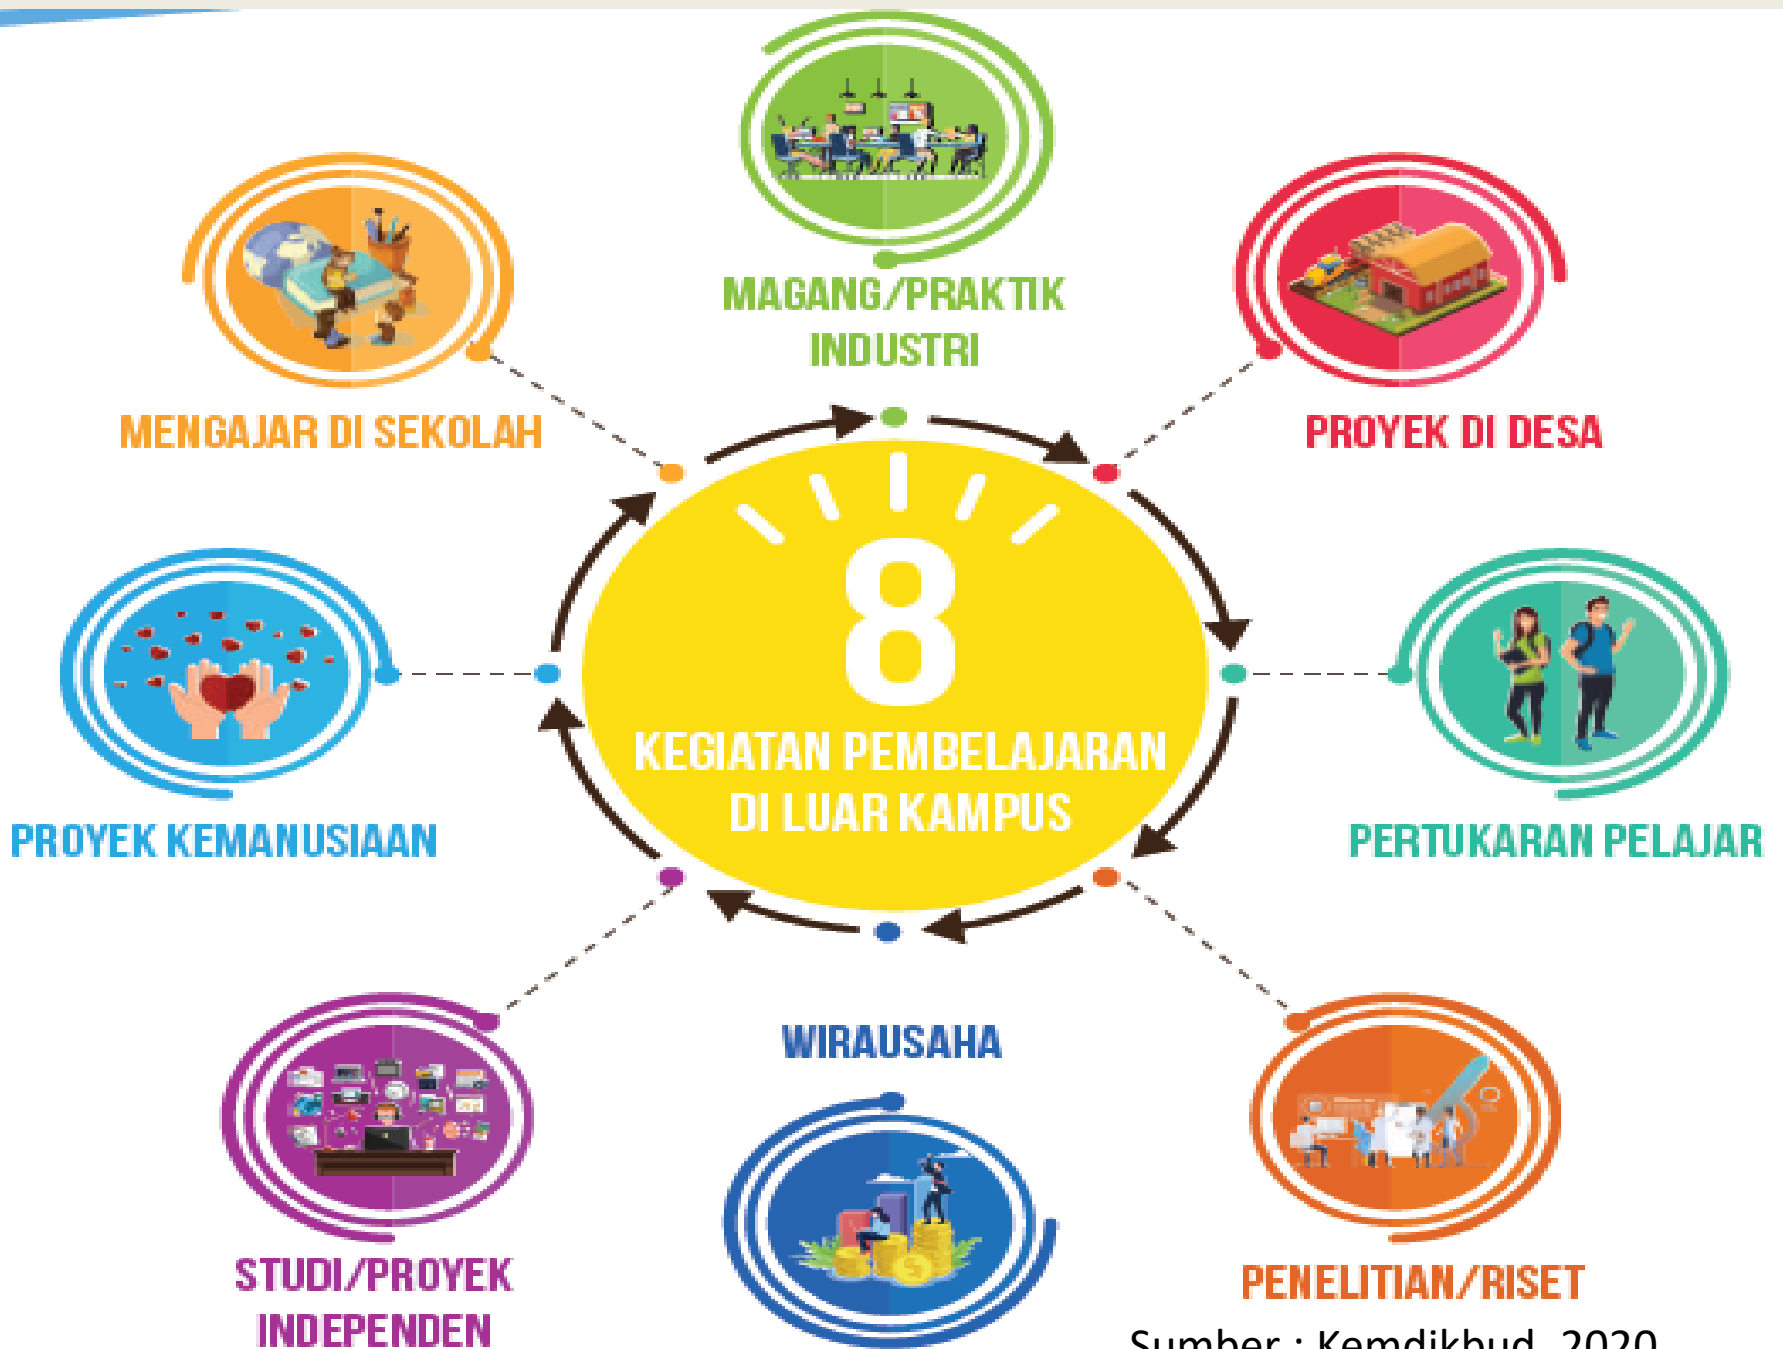 MAGANG/PRAKTIK
INDUSTRI
MENGAJAR DI SEKOLAH
PROYEK DI DESA
8
KEGIATAN PEMBELAJARAN
DI LUAR KAMPUS
PROYEK KEMANUSIAAN
PERTUKARAN PELAJAR
WIRAUSAHA
STUDI/PROYEK
INDEPENDEN
PENELITIAN/RISET
Sumber : Kemdikbud, 2020